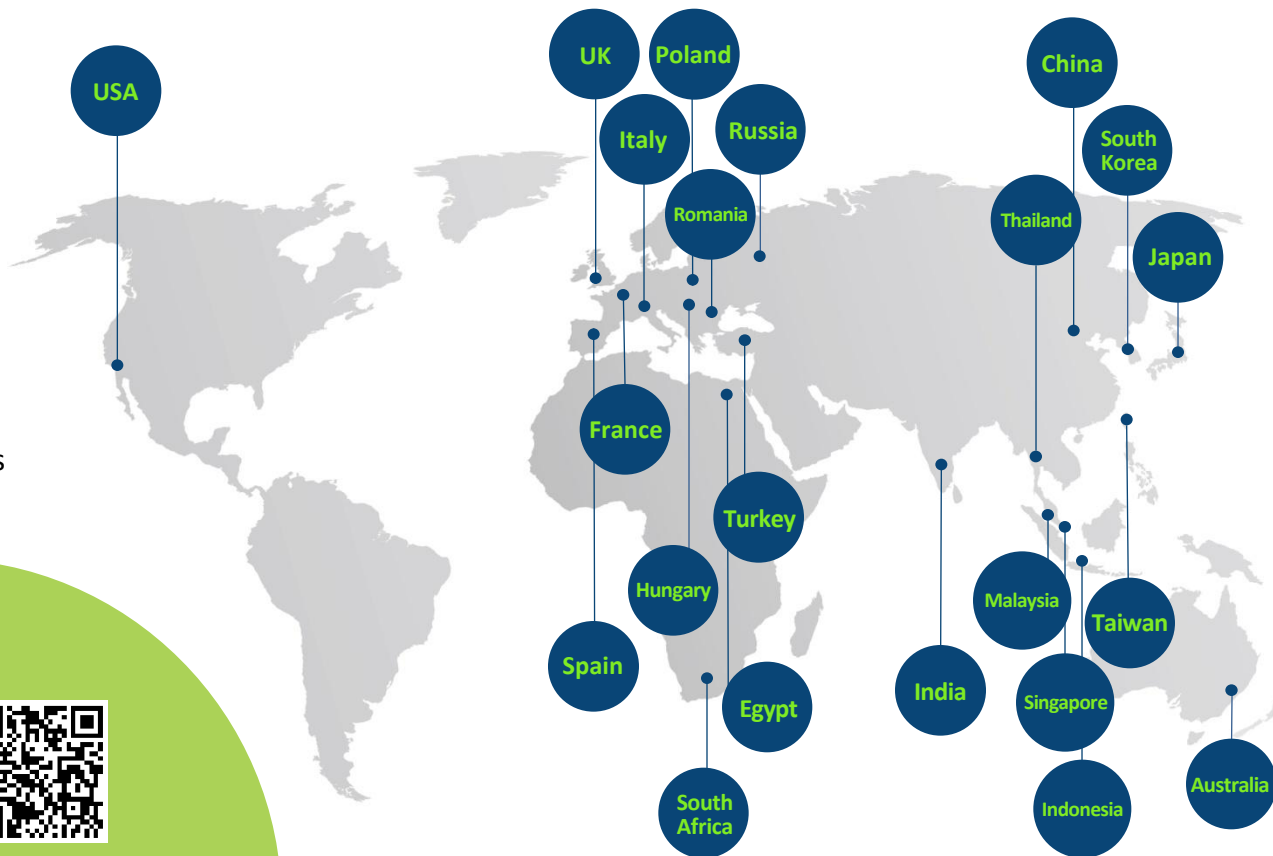 UK
Poland
China
USA
Russia
Italy
South
Korea
Romania
Thailand
Japan
France
s
Turkey
Hungary
Malaysia
Taiwan
Spain
India
Singapore
Egypt
Australia
South
Africa
Indonesia